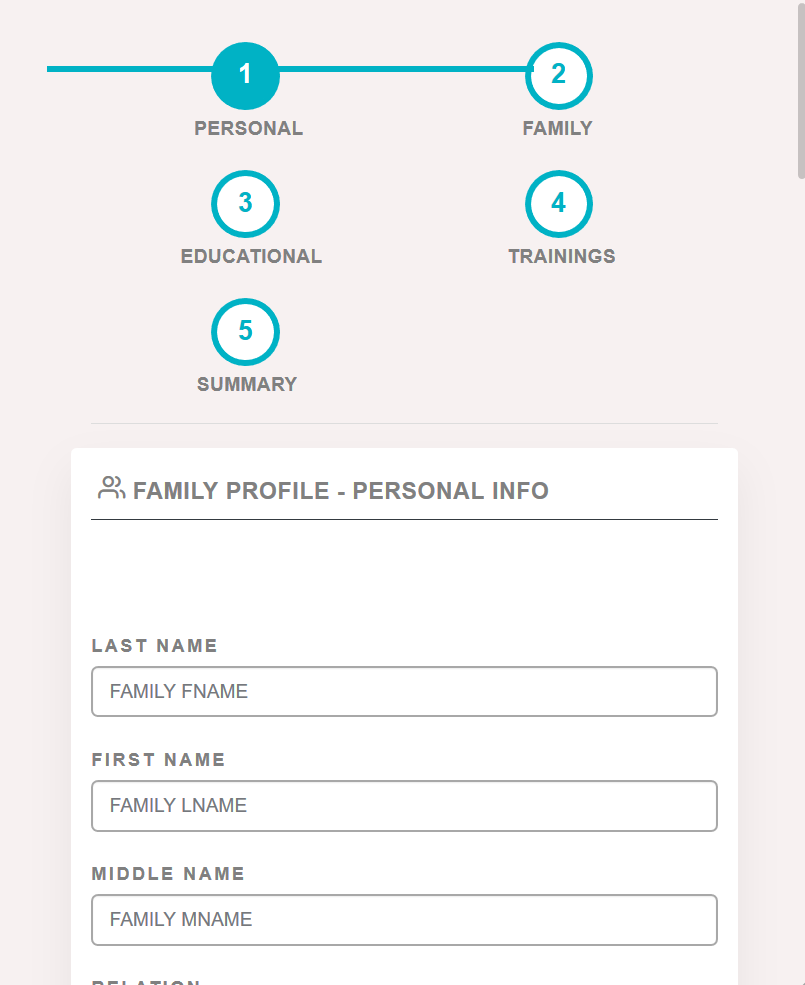 1 2
PERSONAL FAMILY
3 4
EDUCATIONAL TRAININGS
5
SUMMARY
FAMILY PROFILE - PERSONAL INFO
LAST NAME
FAMILY FNAME
FIRST NAME
FAMILY LNAME
MIDDLE NAME
FAMILY MNAME
RELATION